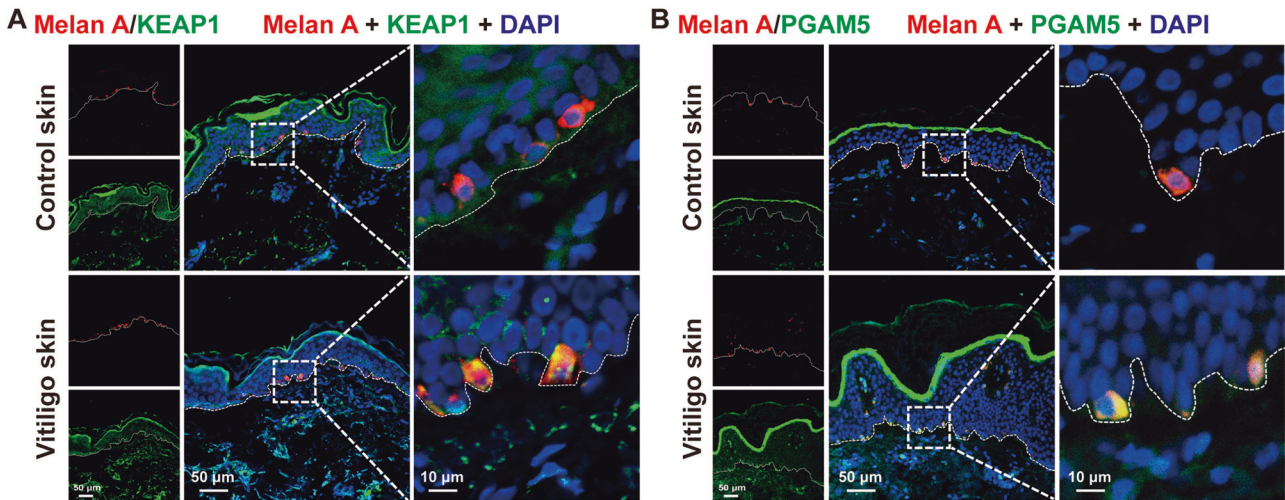 A Melan A/KEAP1 Melan A + KEAP1 + DAPI
Control skin
Vitiligo skin
50 μm
50 μm
10 μm
B Melan A/PGAM5 Melan A + PGAM5 + DAPI
Control skin
Vitiligo skin
50 μm
50 μm
10 μm